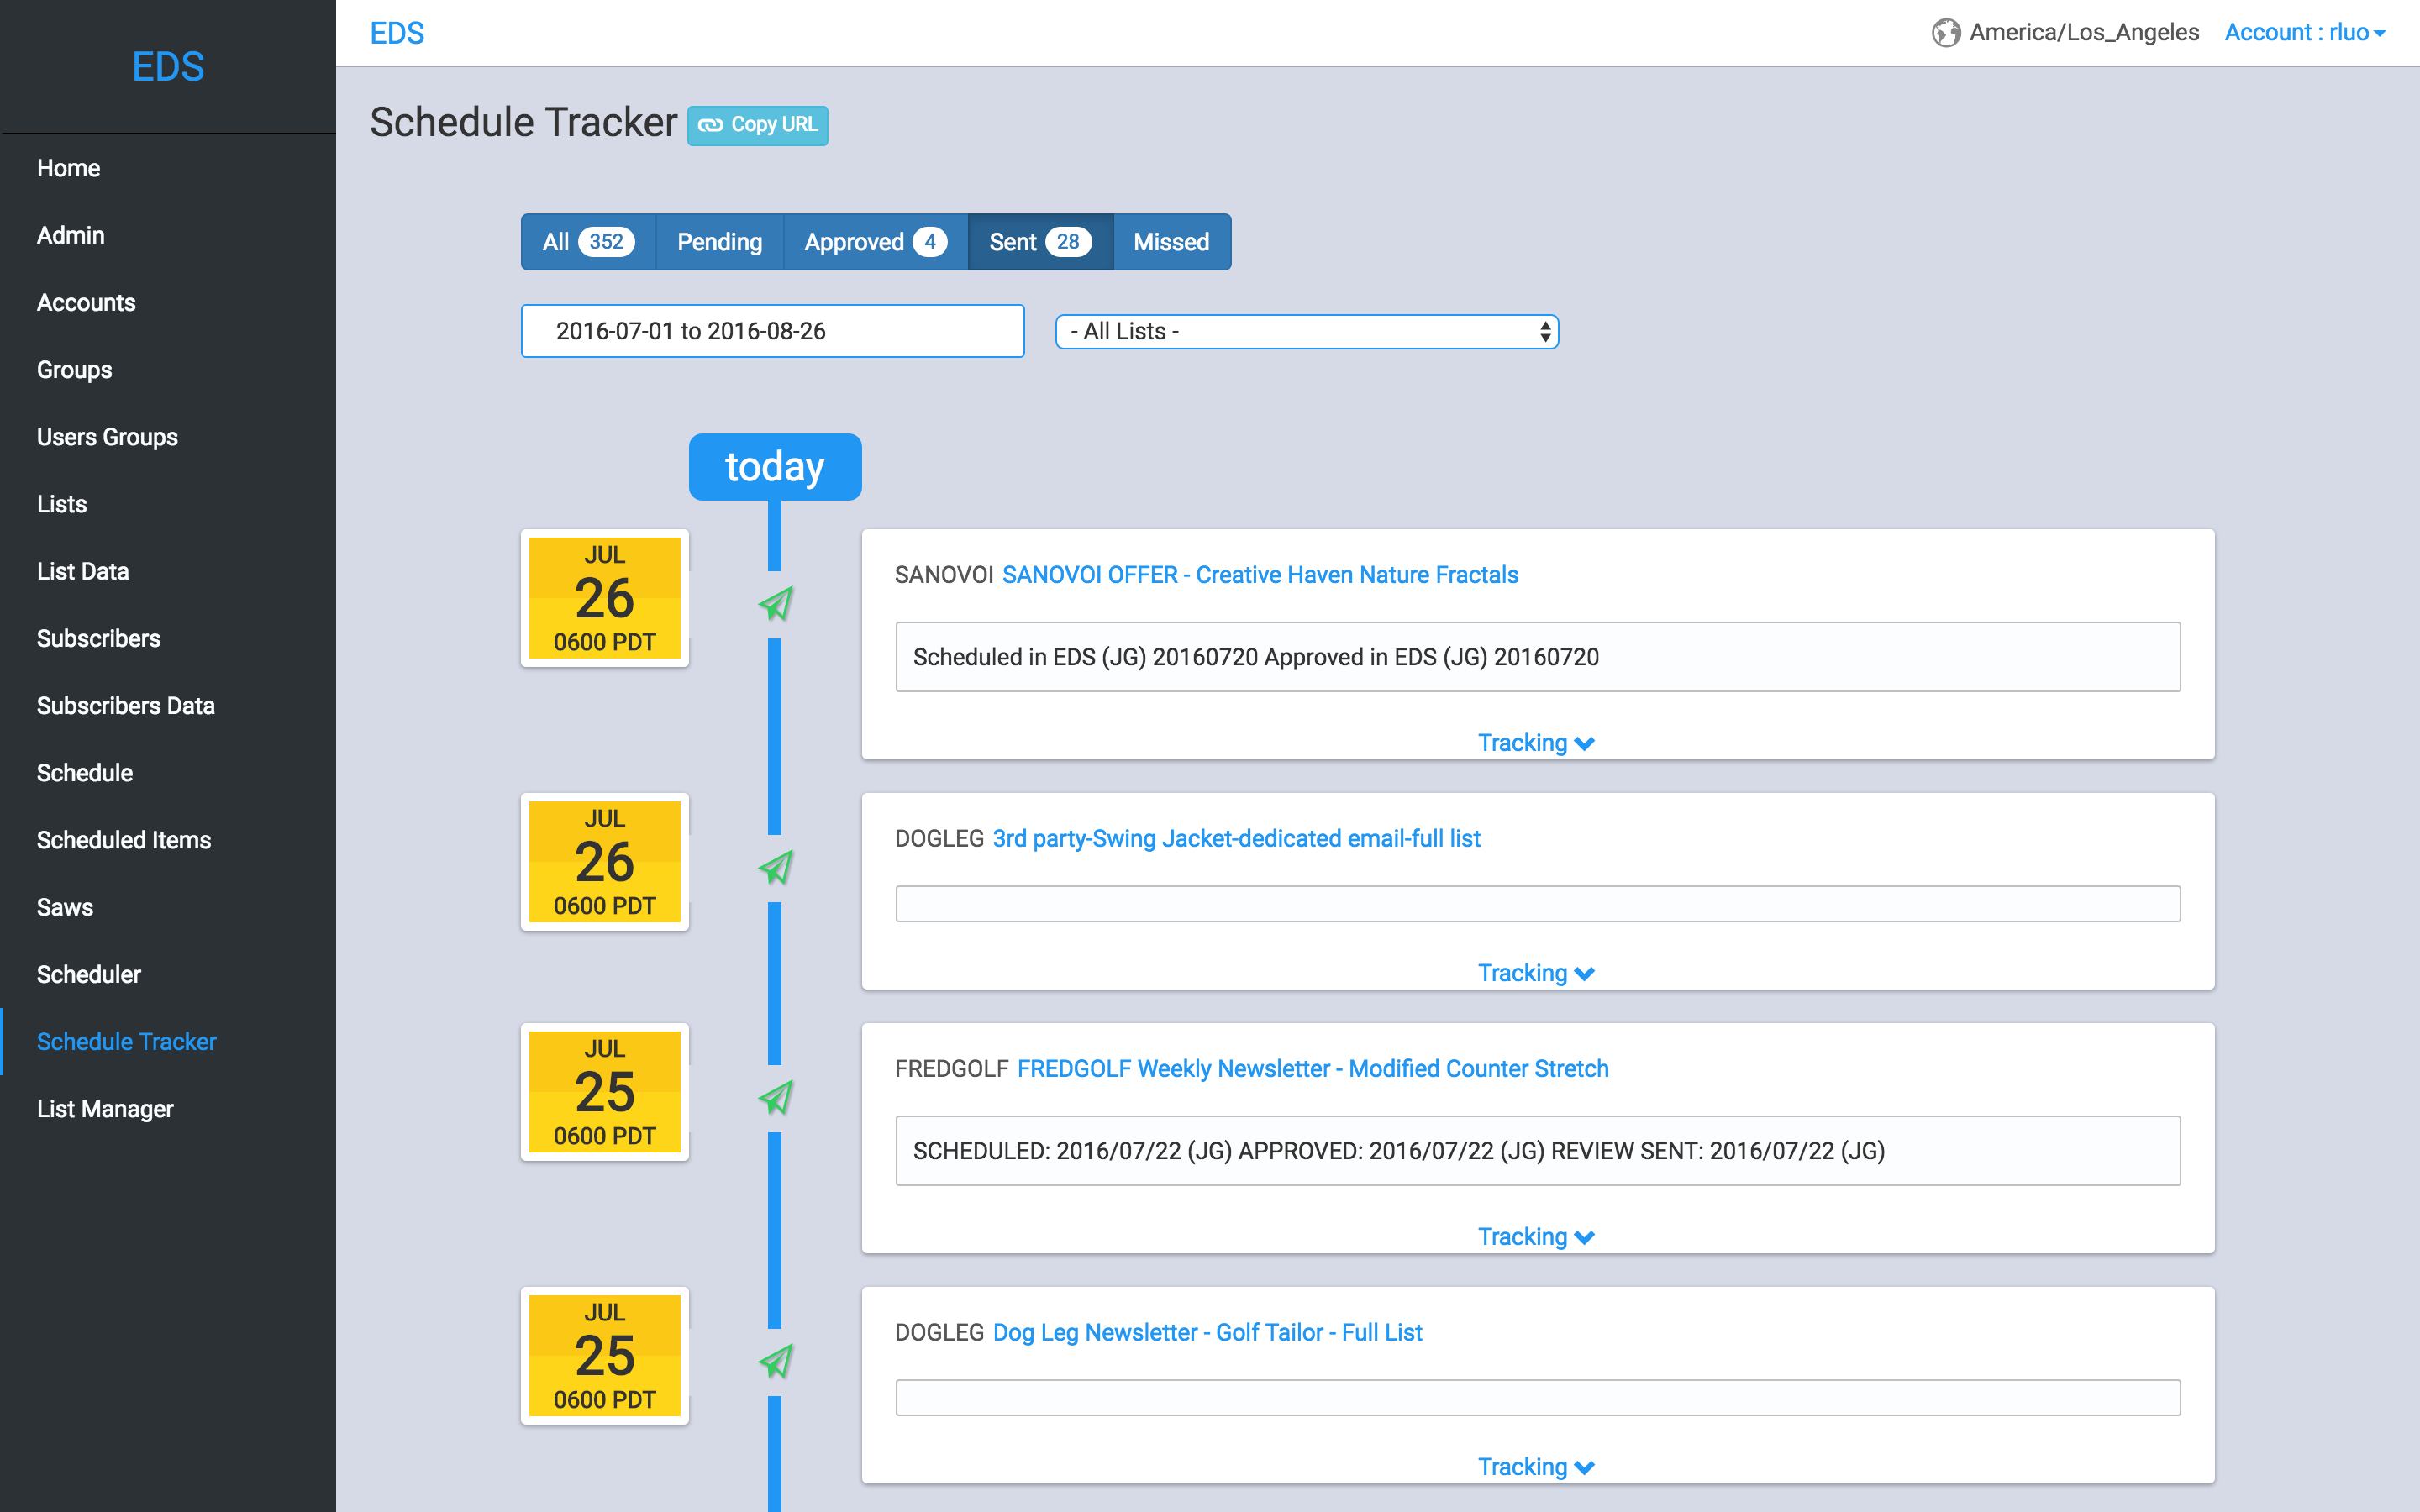 EDS
Home
Admin
Accounts
Groups
Users Groups
Lists
List Data
Subscribers
Subscribers Data
Schedule
Scheduled Items
Saws
Scheduler
Schedule Tracker
List Manager
EDS
America/Los_Angeles
Account : rluo
Schedule Tracker
Copy URL
All 352
Pending
Approved 4
Sent 28
Missed
2016-07-01 to 2016-08-26
- All Lists -
today
JUL
26
0600 PDT
SANOVOI SANOVOI OFFER - Creative Haven Nature Fractals
Scheduled in EDS (JG) 20160720 Approved in EDS (JG) 20160720
Tracking
JUL
26
0600 PDT
DOGLEG 3rd party-Swing Jacket-dedicated email-full list
Tracking
JUL
25
0600 PDT
FREDGOLF FREDGOLF Weekly Newsletter - Modified Counter Stretch
SCHEDULED: 2016/07/22 (JG) APPROVED: 2016/07/22 (JG) REVIEW SENT: 2016/07/22 (JG)
Tracking
JUL
25
0600 PDT
DOGLEG Dog Leg Newsletter - Golf Tailor - Full List
Tracking